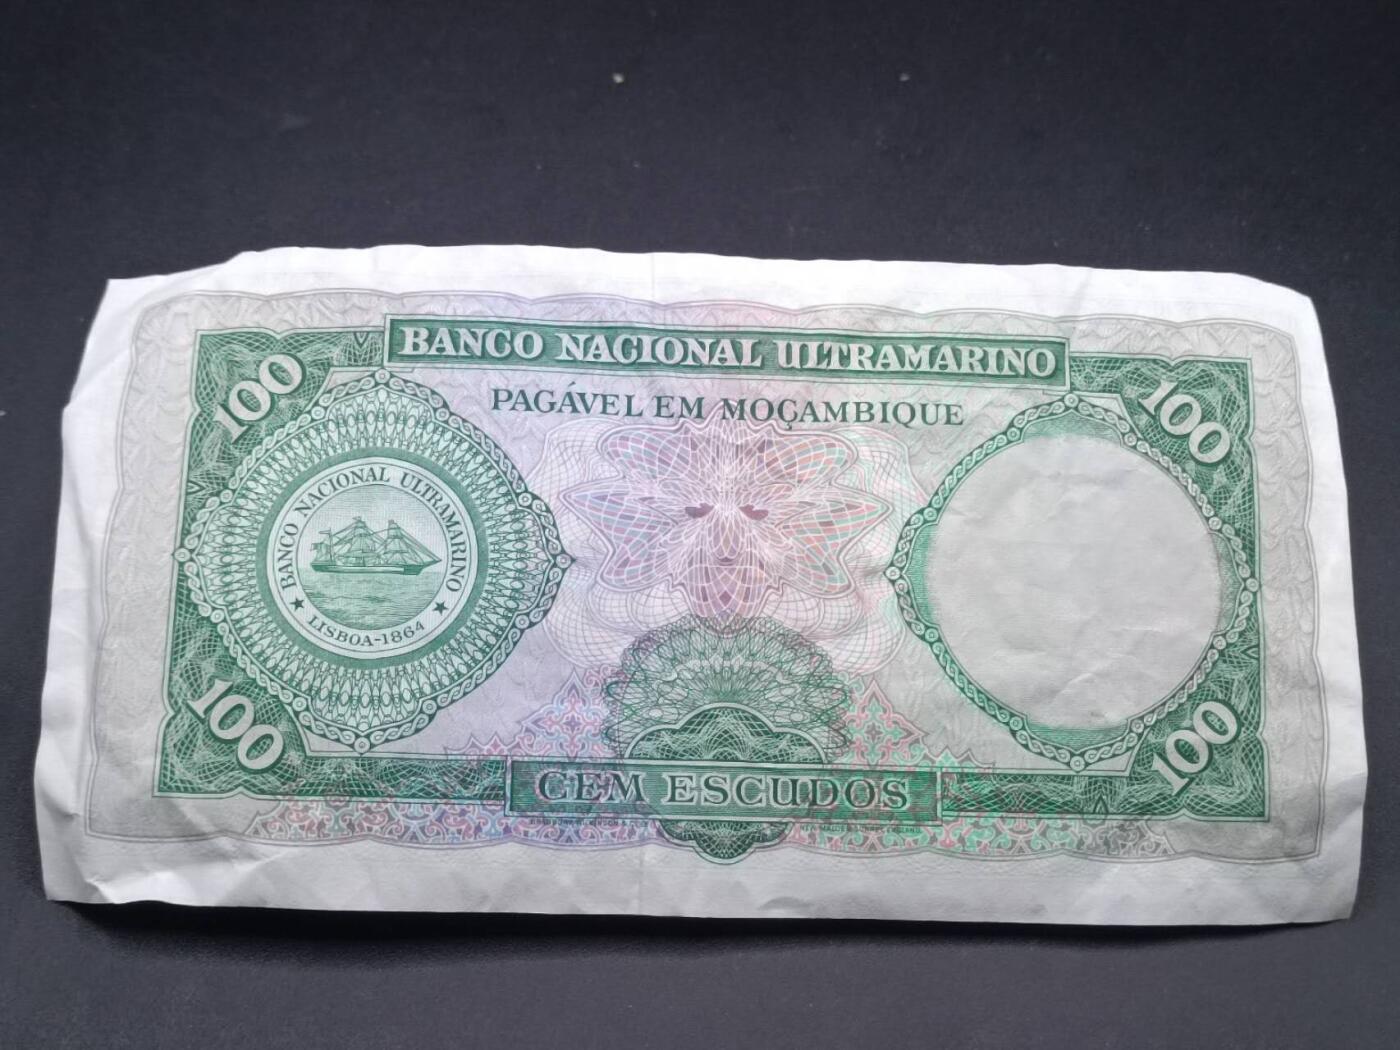 BANCO NACIONAL ULTRAMARINO
PAGÁVEL EM MOÇAMBIQUE
100
100
BANCO NACIONAL ULTRAMARINO
LISBOA-1864
100
100
CEM ESCUDOS